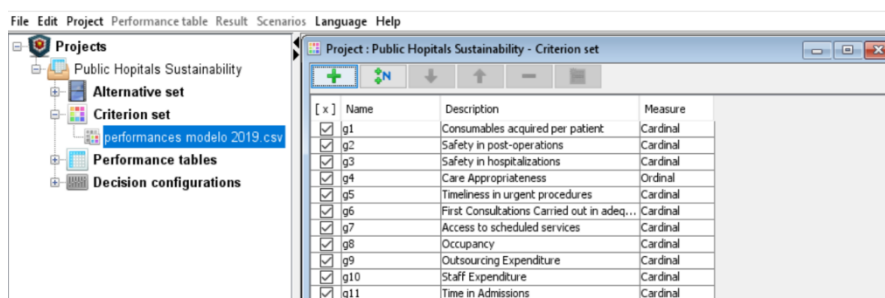 File Edit Project Performance table Result Scenarios Language Help
Projects
Public Hopitals Sustainability
Alternative set
Criterion set
performances modelo 2019.csv
Performance tables
Decision configurations
Project : Public Hopitals Sustainability - Criterion set
N
[ x ] Name Description Measure
g1 Consumables acquired per patient Cardinal
g2 Safety in post-operations Cardinal
g3 Safety in hospitalizations Cardinal
g4 Care Appropriateness Ordinal
g5 Timeliness in urgent procedures Cardinal
g6 First Consultations Carried out in adeq... Cardinal
g7 Access to scheduled services Cardinal
g8 Occupancy Cardinal
g9 Outsourcing Expenditure Cardinal
g10 Staff Expenditure Cardinal
g11 Time in Admissions Cardinal